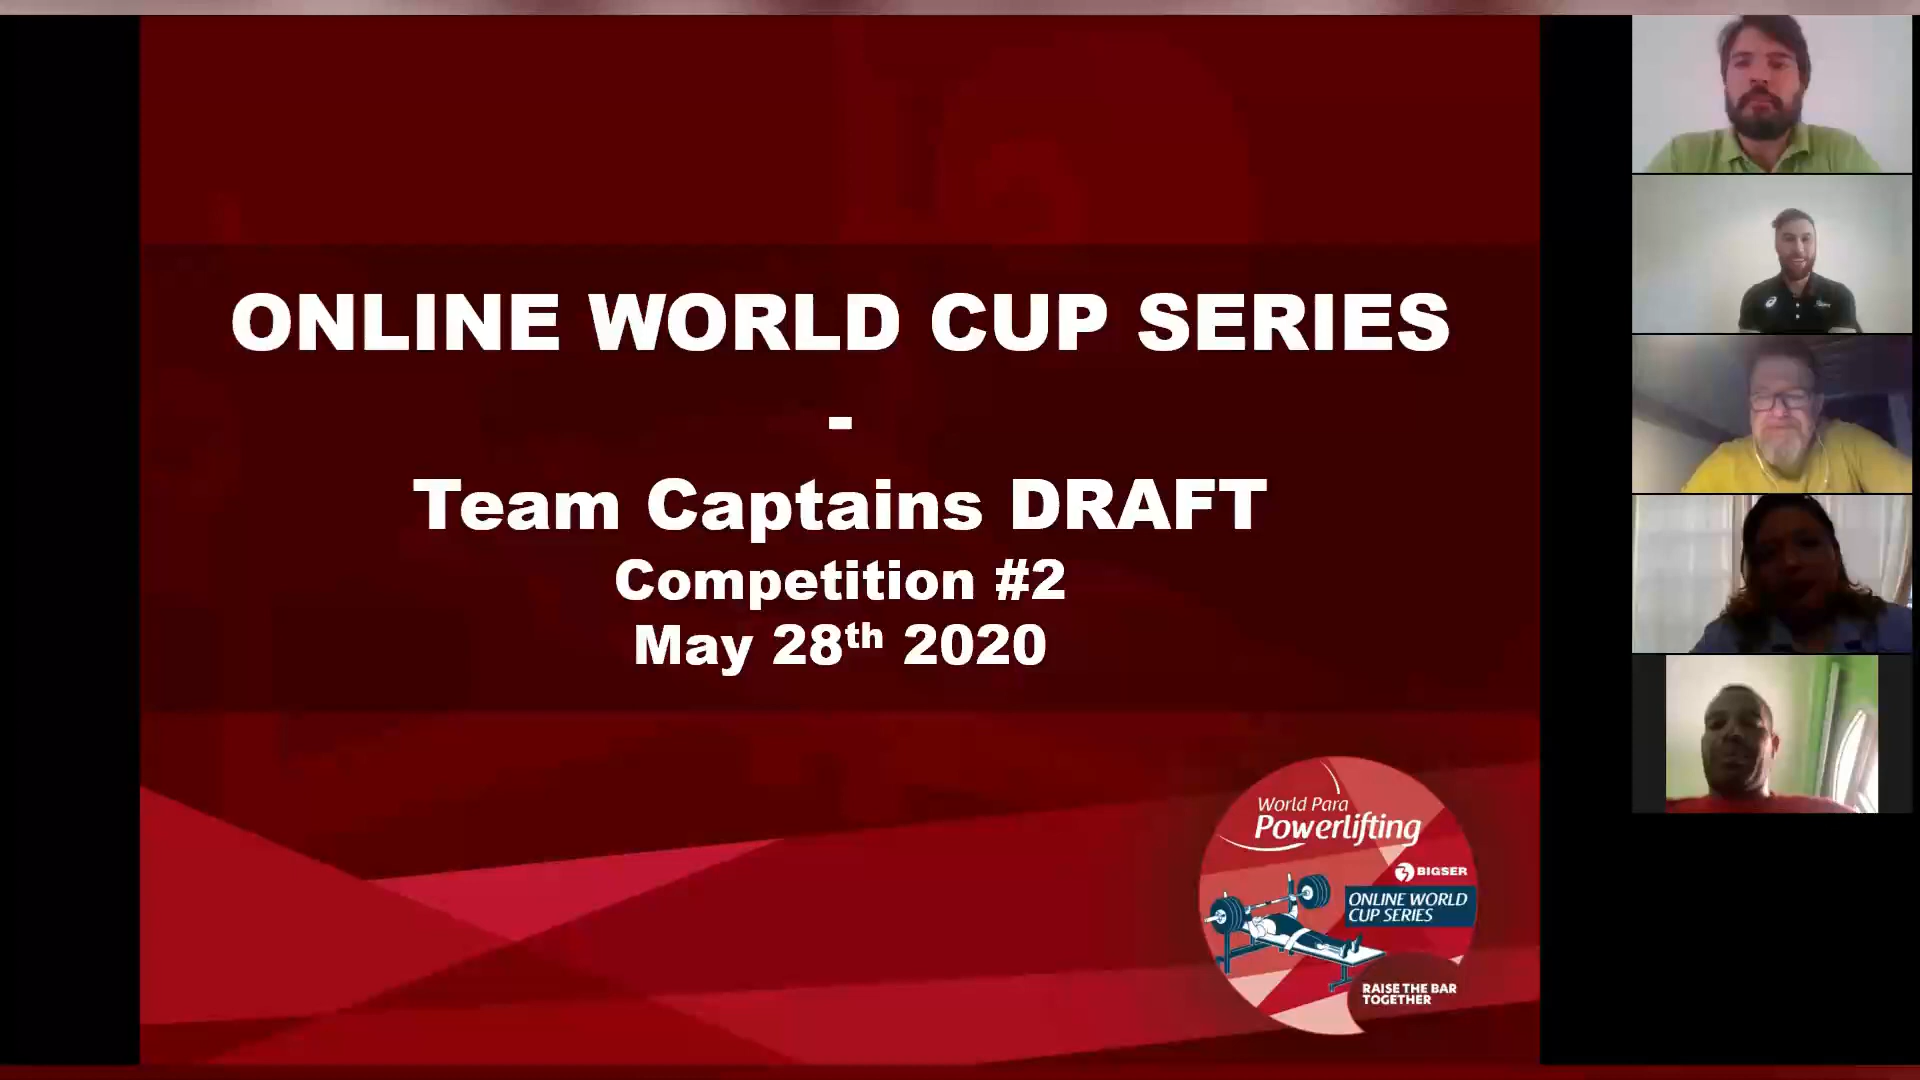 ONLINE WORLD CUP SERIES
-
Team Captains DRAFT
Competition #2
May 28th 2020
World Para
Powerlifting
BIGSER
ONLINE WORLD
CUP SERIES
RAISE THE BAR
TOGETHER